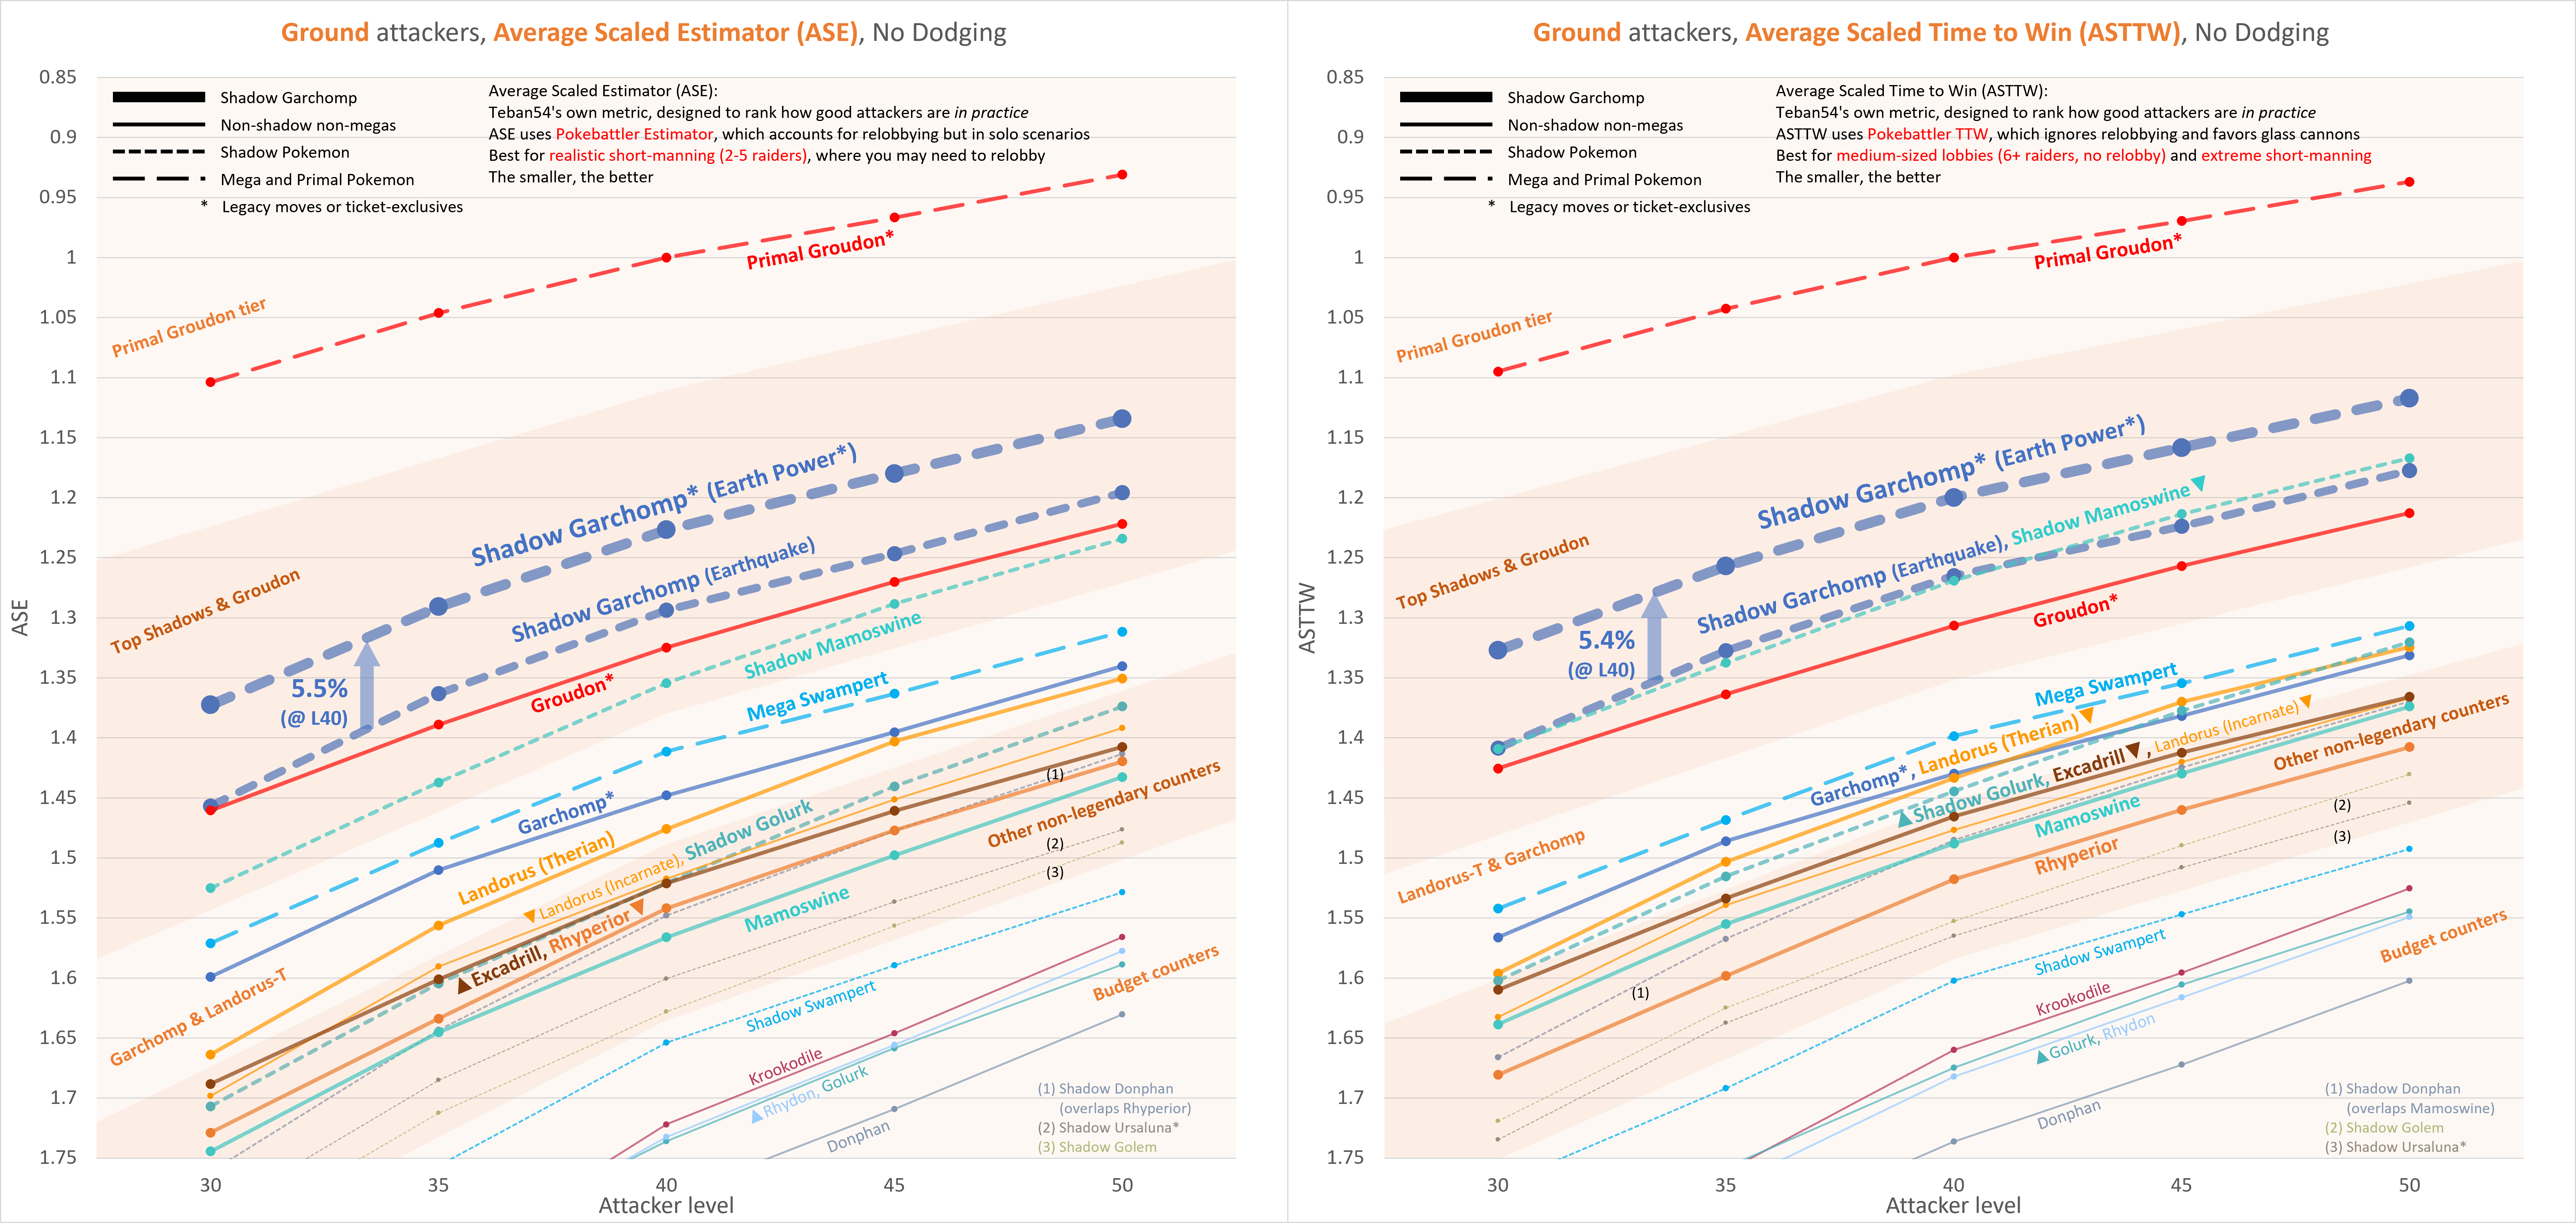 Ground attackers, Average Scaled Estimator (ASE), No Dodging
0.85
0.9
0.95
1
1.05
1.1
1.15
1.2
1.25
1.3
1.35
1.4
1.45
1.5
1.55
1.6
1.65
1.7
1.75
ASE
Shadow Garchomp
Non-shadow non-megas
Shadow Pokemon
Mega and Primal Pokemon
* Legacy moves or ticket-exclusives
Average Scaled Estimator (ASE):
Teban54's own metric, designed to rank how good attackers are in practice
ASE uses Pokebattler Estimator, which accounts for relobbying but in solo scenarios
Best for realistic short-manning (2-5 raiders), where you may need to relobby
The smaller, the better
Primal Groudon*
Primal Groudon tier
Shadow Garchomp* (Earth Power*)
Shadow Garchomp (Earthquake)
Top Shadows & Groudon
5.5%
(@ L40)
Groudon*
Shadow Mamoswine
Mega Swampert
Garchomp*
Landorus (Therian)
▼Landorus (Incarnate), Shadow Golurk
▲Excadrill, Rhyperior▲
Mamoswine
Other non-legendary counters
(1)
(2)
(3)
Garchomp & Landorus-T
Shadow Swampert
Krookodile
▲Rhydon, Golurk
Donphan
Budget counters
(1) Shadow Donphan
(overlaps Rhyperior)
(2) Shadow Ursaluna*
(3) Shadow Golem
30
35
40
45
50
Attacker level
Ground attackers, Average Scaled Time to Win (ASTTW), No Dodging
0.85
0.9
0.95
1
1.05
1.1
1.15
1.2
1.25
1.3
1.35
1.4
1.45
1.5
1.55
1.6
1.65
1.7
1.75
ASTTW
Shadow Garchomp
Non-shadow non-megas
Shadow Pokemon
Mega and Primal Pokemon
* Legacy moves or ticket-exclusives
Average Scaled Time to Win (ASTTW):
Teban54's own metric, designed to rank how good attackers are in practice
ASTTW uses Pokebattler TTW, which ignores relobbying and favors glass cannons
Best for medium-sized lobbies (6+ raiders, no relobby) and extreme short-manning
The smaller, the better
Primal Groudon*
Primal Groudon tier
Shadow Garchomp* (Earth Power*)
Shadow Garchomp (Earthquake), Shadow Mamoswine▼
Top Shadows & Groudon
5.4%
(@ L40)
Groudon*
Mega Swampert
Garchomp*, Landorus (Therian)▼
▲Shadow Golurk, Excadrill▼, Landorus (Incarnate)▼
Mamoswine
Rhyperior
Other non-legendary counters
(1)
(2)
(3)
Landorus-T & Garchomp
Shadow Swampert
Krookodile
▲Golurk, Rhydon
Donphan
Budget counters
(1) Shadow Donphan
(overlaps Mamoswine)
(2) Shadow Golem
(3) Shadow Ursaluna*
30
35
40
45
50
Attacker level